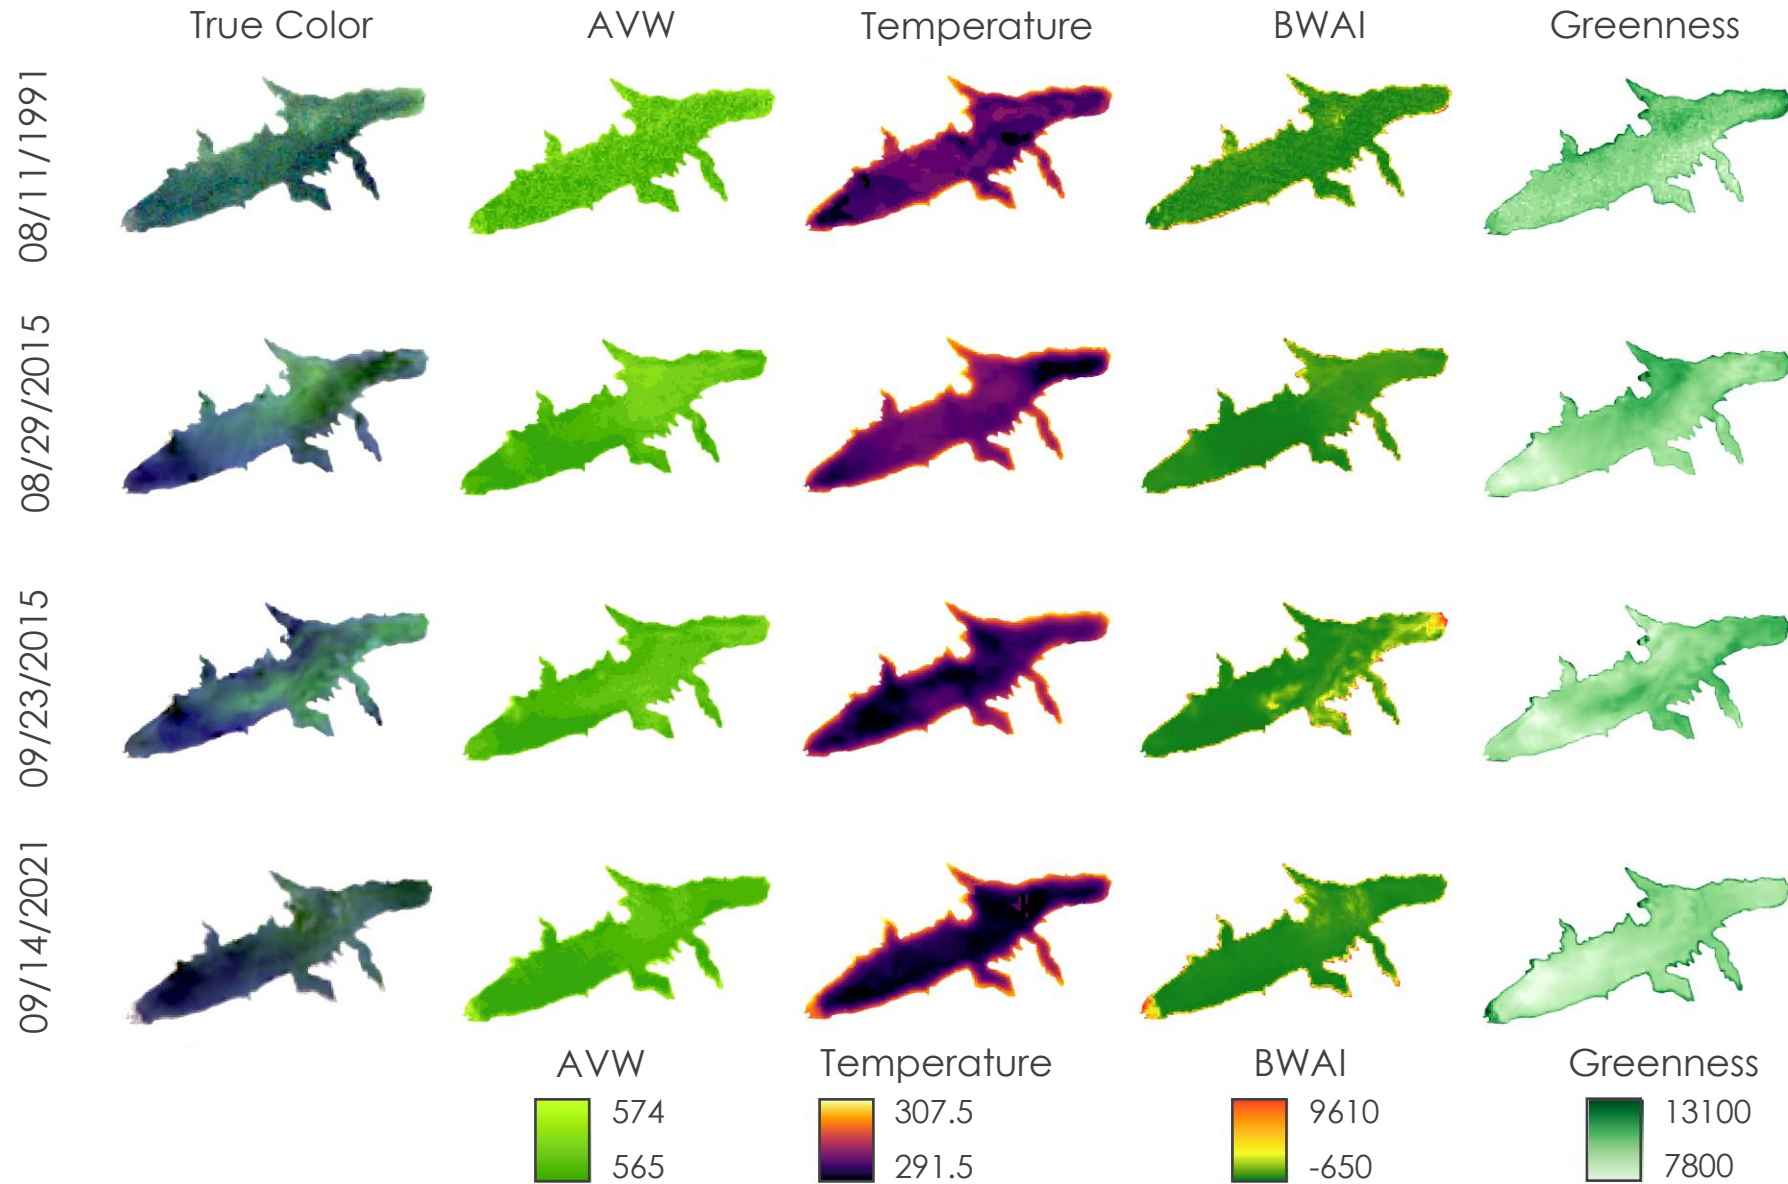 True Color AVW Temperature BWAI Greenness
08/11/1991
08/29/2015
09/23/2015
09/14/2021
AVW Temperature BWAI Greenness
574 307.5 9610 13100
565 291.5 -650 7800